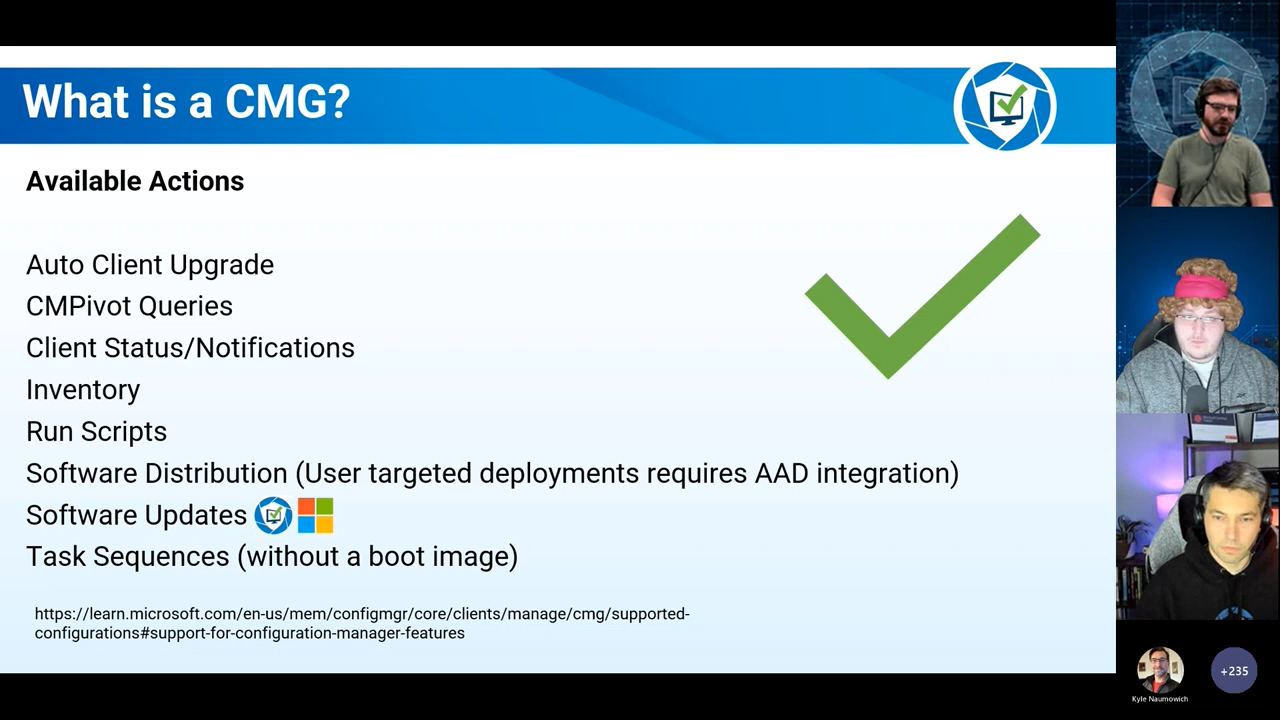 What is a CMG?
Available Actions
Auto Client Upgrade
CMPivot Queries
Client Status/Notifications
Inventory
Run Scripts
Software Distribution (User targeted deployments requires AAD integration)
Software Updates
Task Sequences (without a boot image)
https://learn.microsoft.com/en-us/mem/configmgr/core/clients/manage/cmg/supported-
configurations#support-for-configuration-manager-features
Kyle Naumowich
+235